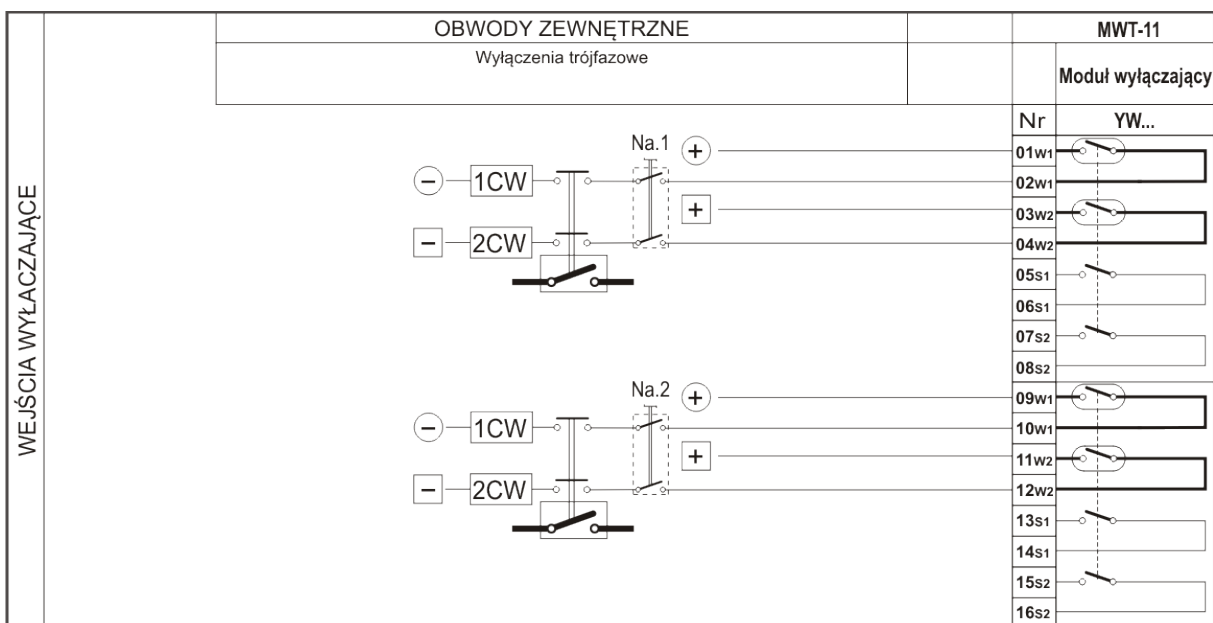 OBWODY ZEWNĘTRZNE
MWT-11
Wyłączenia trójfazowe
Moduł wyłączający
Nr YW...
WEJŚCIA WYŁACZAJĄCE
Na.1 +
01W1
- 1CW
02W1
+
03W2
- 2CW
04W2
05S1
06S1
07S2
08S2
Na.2 +
09W1
- 1CW
10W1
+
11W2
- 2CW
12W2
13S1
14S1
15S2
16S2